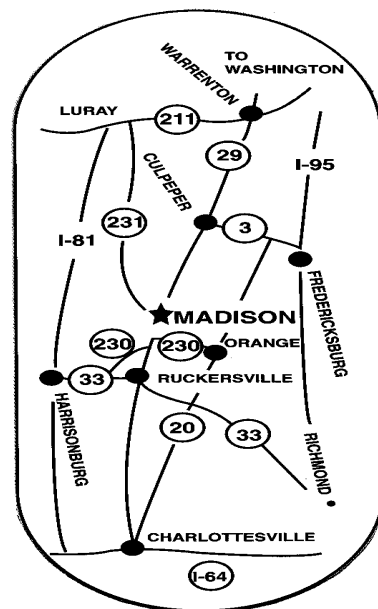 TO
WASHINGTON
WARRENTON
LURAY
211
29
I-95
CULPEPER
231
3
I-81
MADISON
FREDERICKSBURG
230
230
ORANGE
33
RUCKERSVILLE
HARRISONBURG
20
33
RICHMOND
CHARLOTTESVILLE
I-64